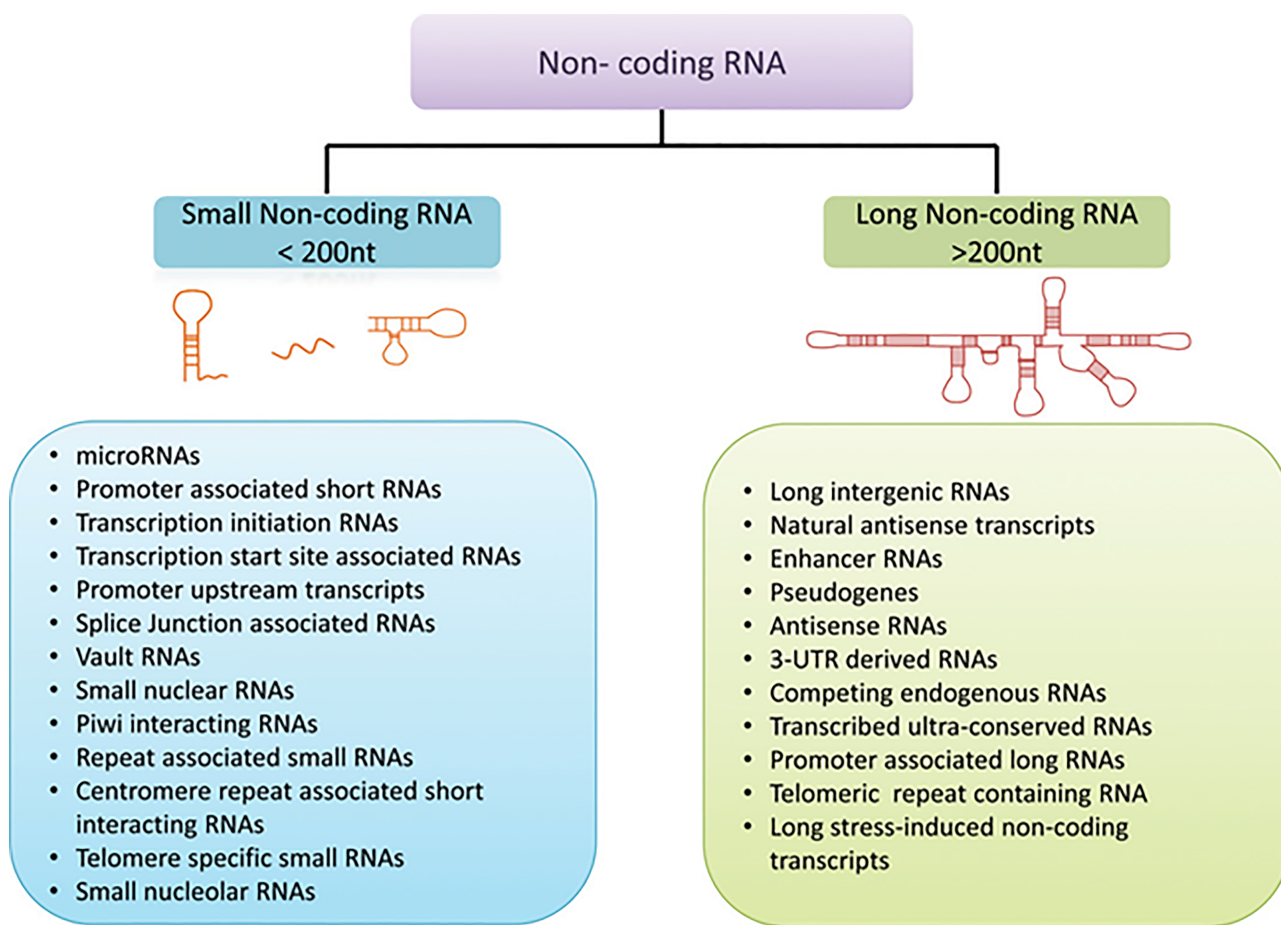 Non- coding RNA
Small Non-coding RNA
< 200nt
Long Non-coding RNA
>200nt
• microRNAs
• Promoter associated short RNAs
• Transcription initiation RNAs
• Transcription start site associated RNAs
• Promoter upstream transcripts
• Splice Junction associated RNAs
• Vault RNAs
• Small nuclear RNAs
• Piwi interacting RNAs
• Repeat associated small RNAs
• Centromere repeat associated short
interacting RNAs
• Telomere specific small RNAs
• Small nucleolar RNAs
• Long intergenic RNAs
• Natural antisense transcripts
• Enhancer RNAs
• Pseudogenes
• Antisense RNAs
• 3-UTR derived RNAs
• Competing endogenous RNAs
• Transcribed ultra-conserved RNAs
• Promoter associated long RNAs
• Telomeric repeat containing RNA
• Long stress-induced non-coding
transcripts